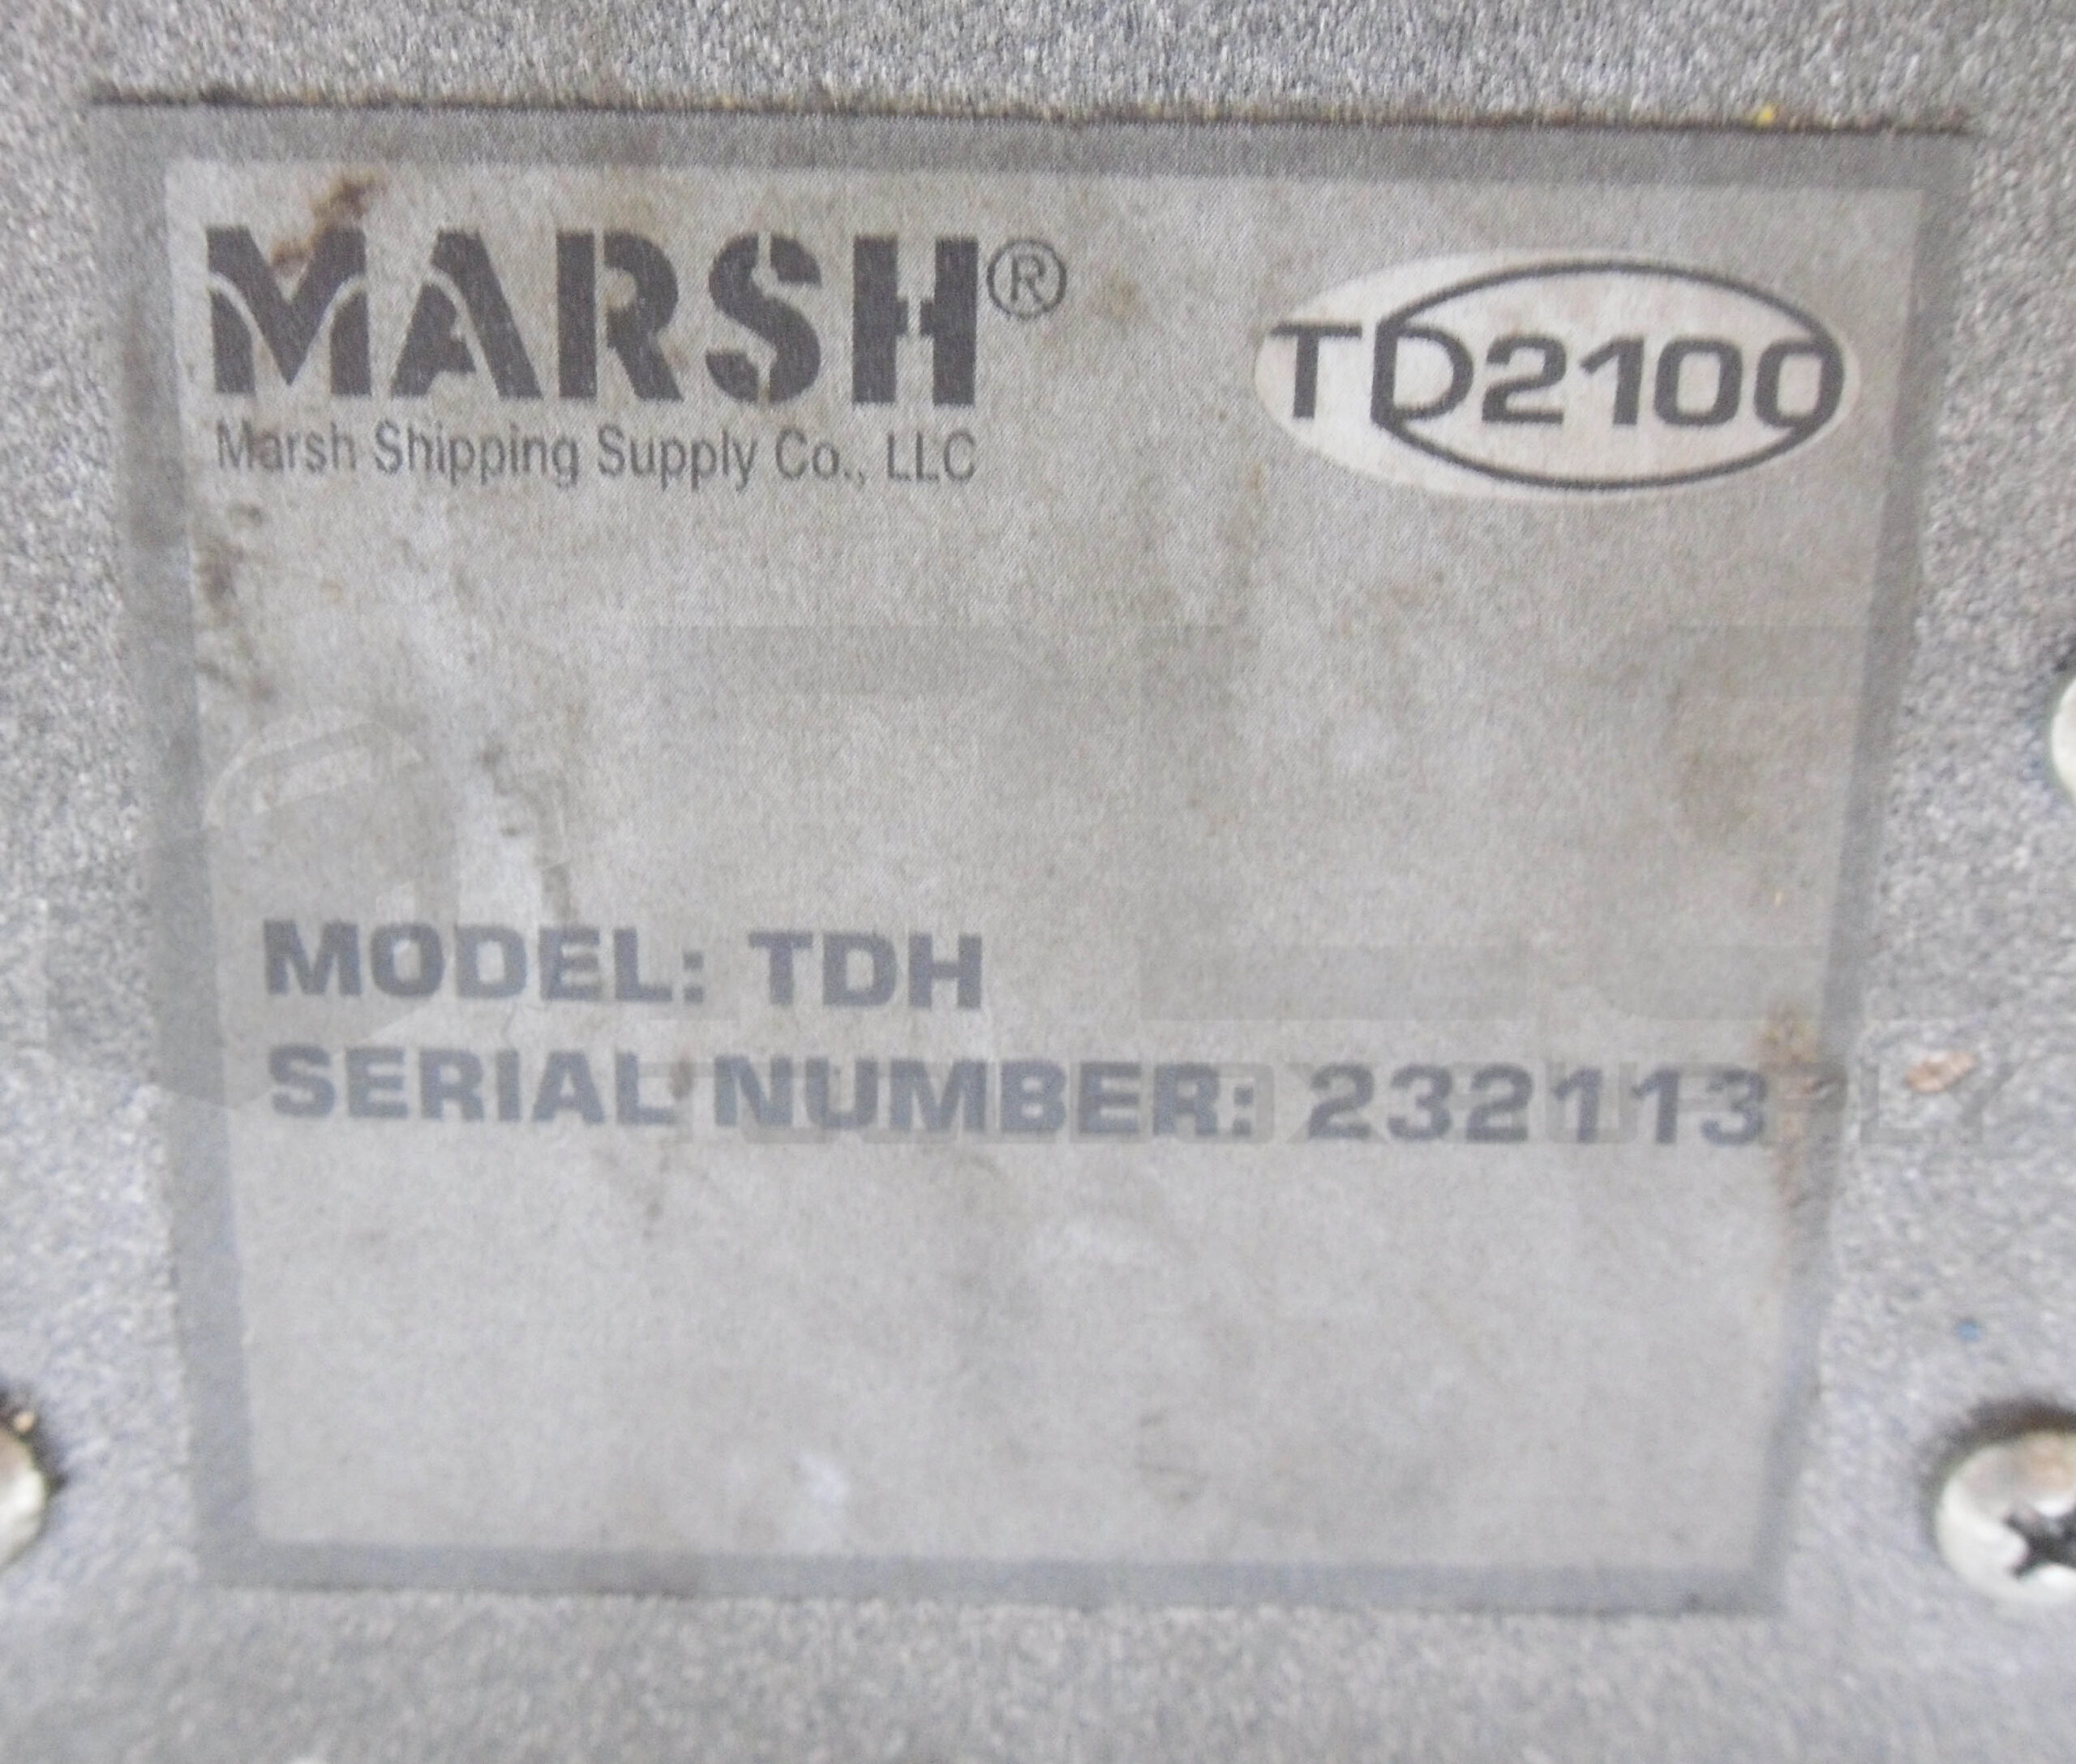 MARSH®
TD2100
Marsh Shipping Supply Co., LLC
MODEL: TDH
SERIAL NUMBER: 232113